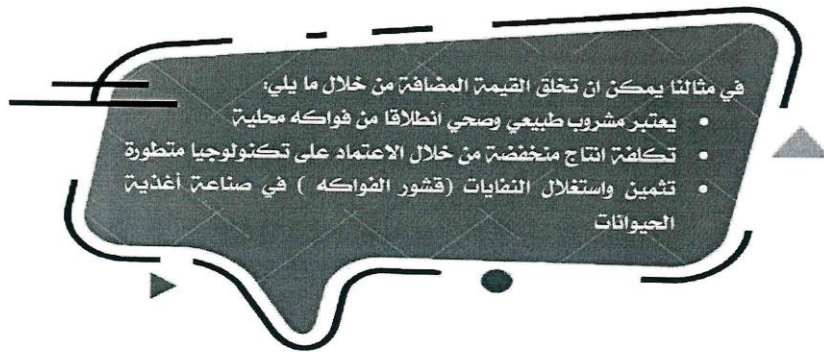 في مثالنا يمكن ان تخلق القيمة المضافة من خلال ما يلي:
• يعتبر مشروب طبيعي وصحي انطلاقا من فواكه محلية
• تكلفة انتاج منخفضة من خلال الاعتماد على تكنولوجيا متطورة
• تثمين واستغلال النفايات (قشور الفواكه ) في صناعة أغذية
الحيوانات